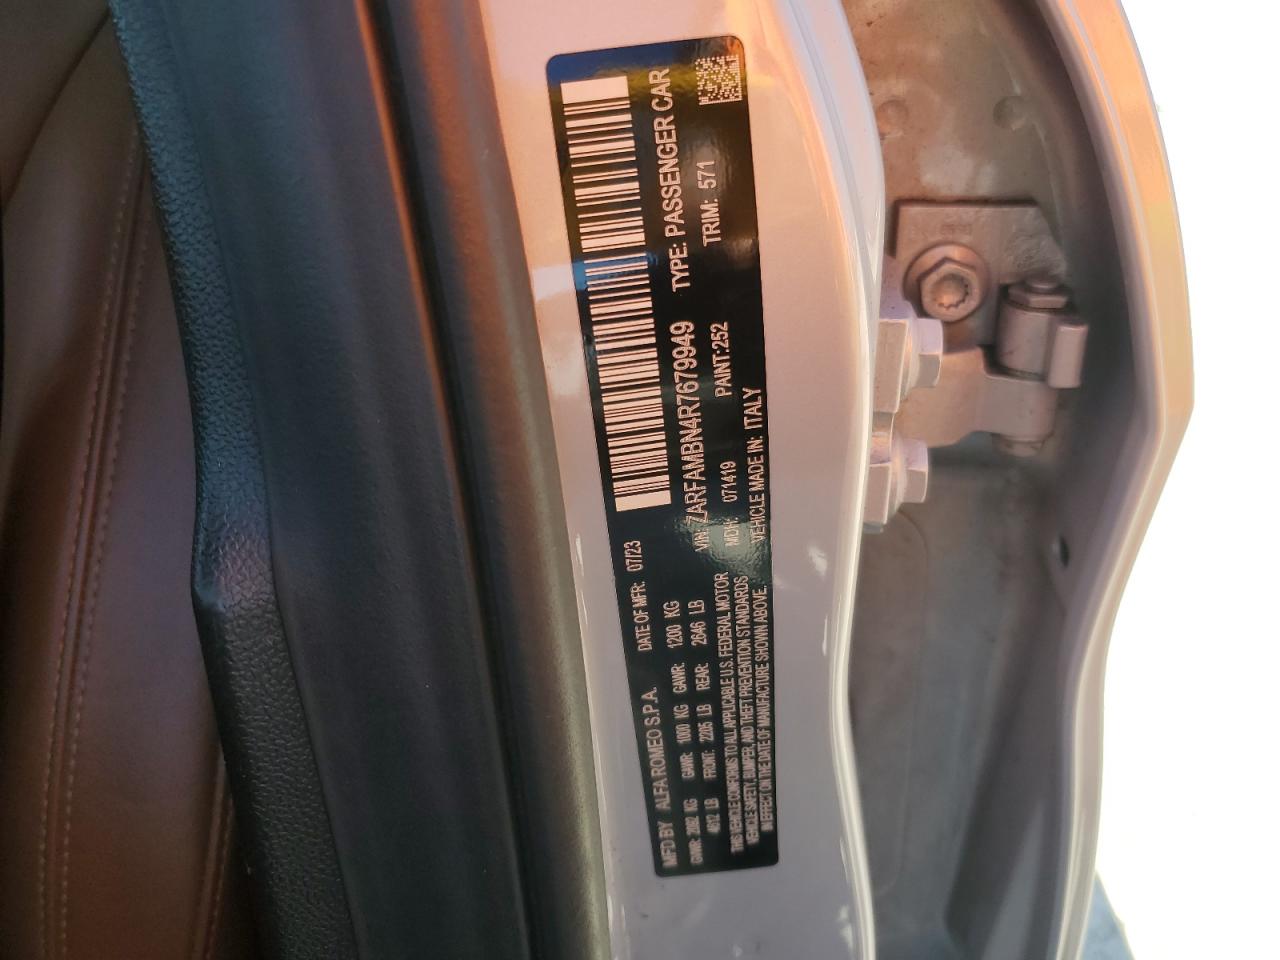 MFD BY ALFA ROMEO S.P.A. DATE OF MFR: 07/23
GVWR: 2092 KG GAWR: 1000 KG GAWR: 1200 KG
4612 LB FRONT: 2205 LB REAR: 2646 LB
THIS VEHICLE CONFORMS TO ALL APPLICABLE U.S. FEDERAL MOTOR
VEHICLE SAFETY, BUMPER, AND THEFT PREVENTION STANDARDS
IN EFFECT ON THE DATE OF MANUFACTURE SHOWN ABOVE.
VIN: ZARFAMBN4R7679949 TYPE: PASSENGER CAR
MDH: 071419 PAINT:252 TRIM: 571
VEHICLE MADE IN: ITALY